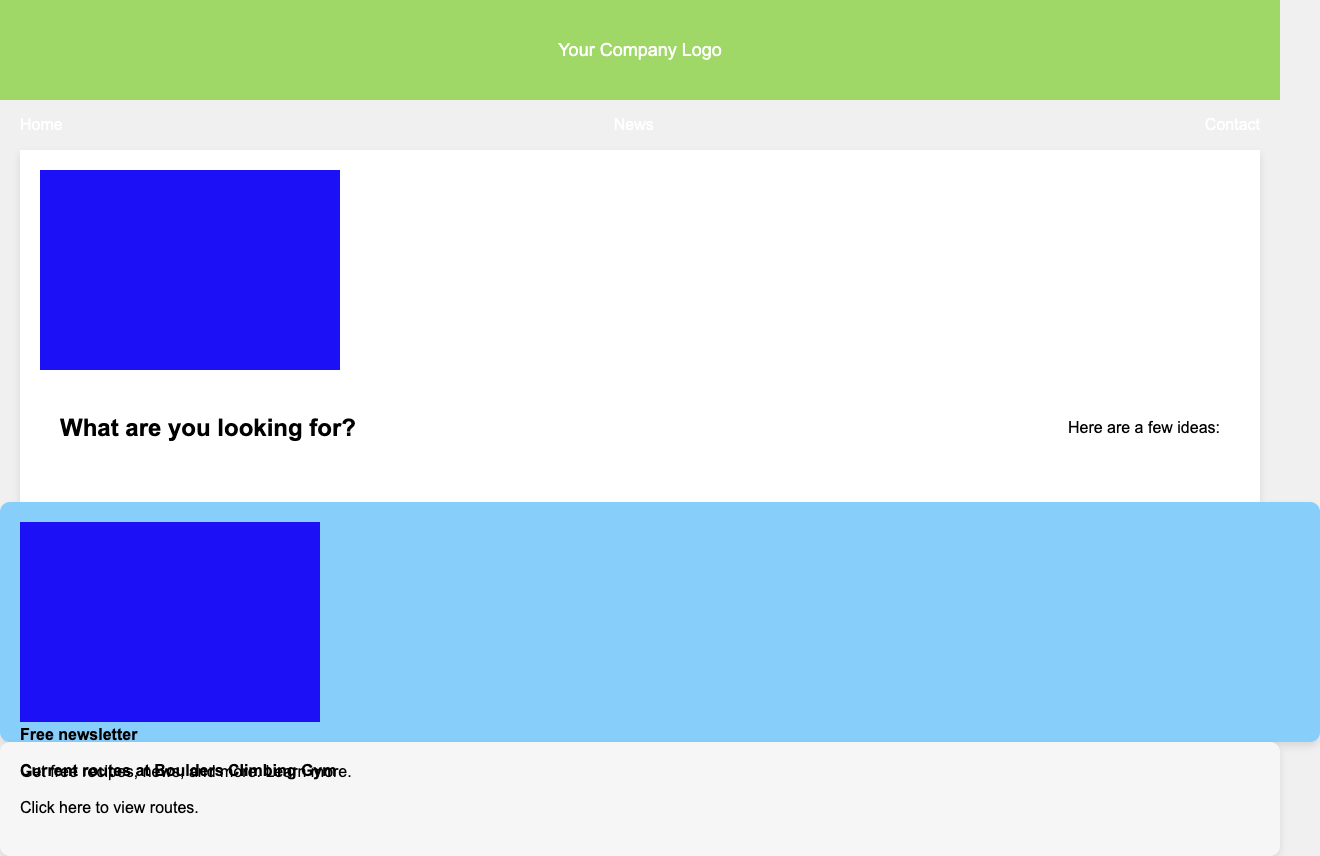 Your Company Logo
Home News Contact
What are you looking for? Here are a few ideas:
Free newsletter
Current routes at Boulders Climbing Gym
Get free recipes, news, and more. Learn more.
Click here to view routes.